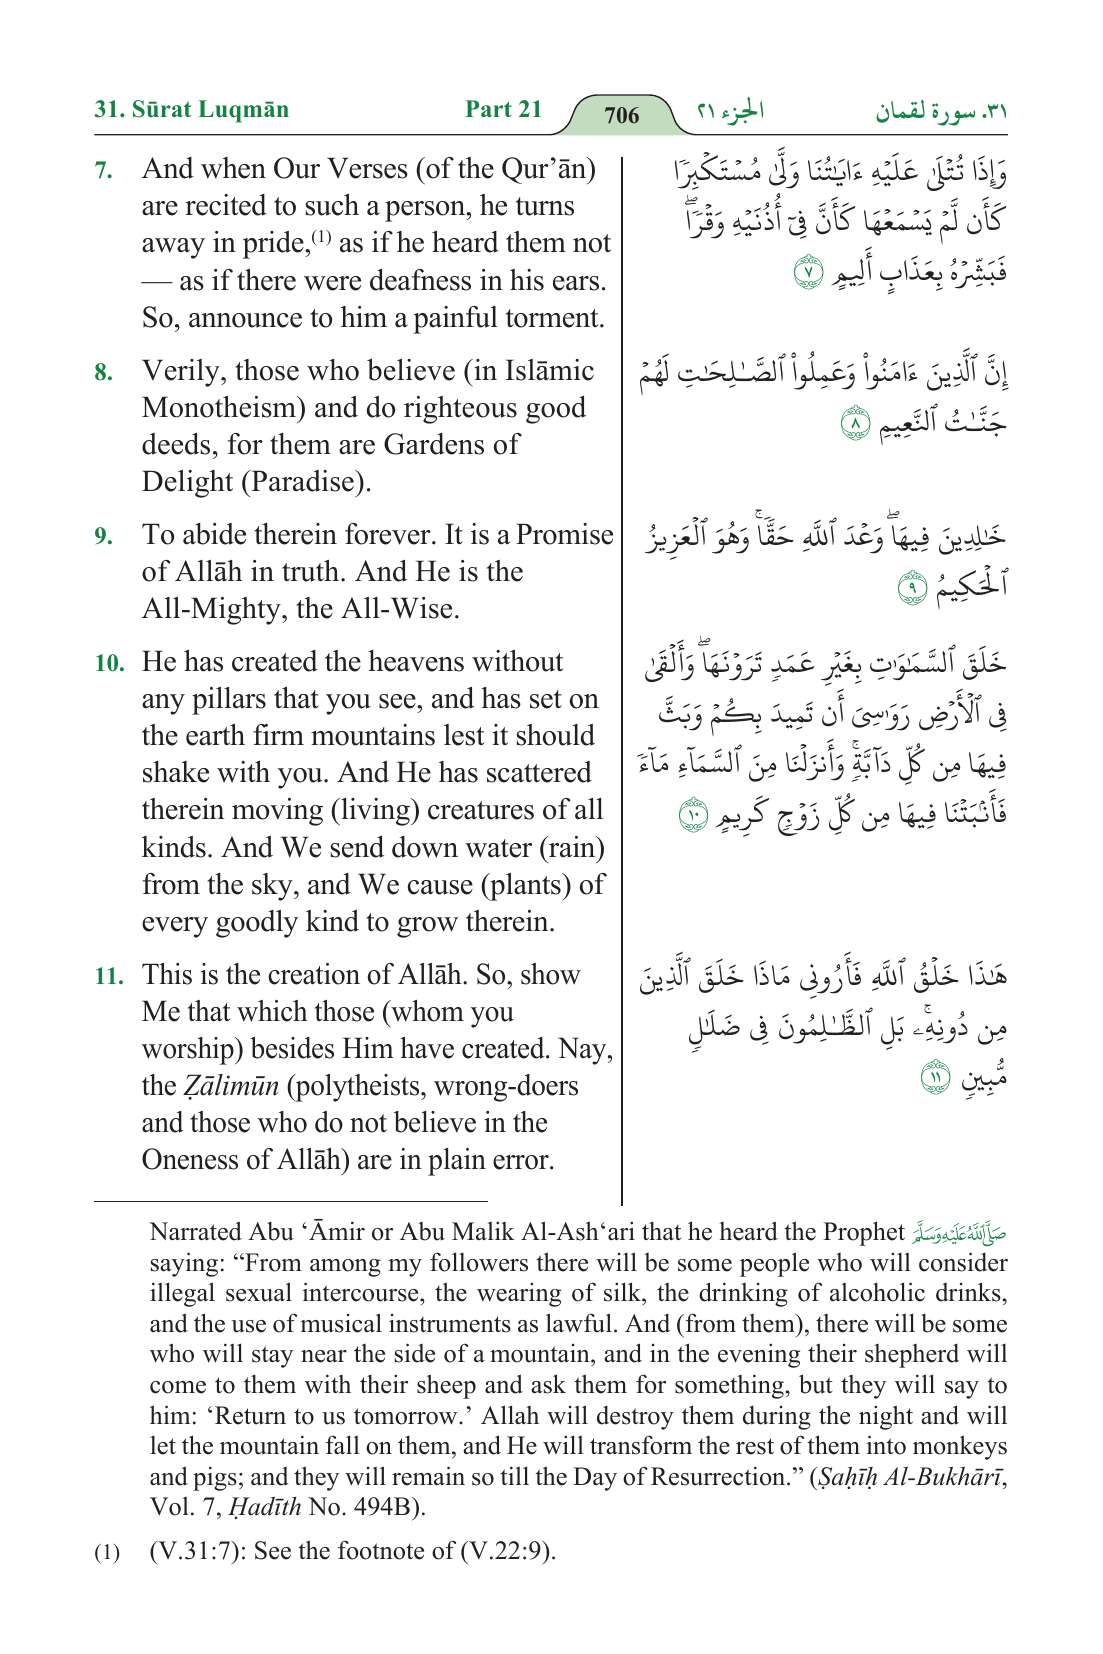 31. Sūrat Luqmān Part 21 706 الجزء ٢١ ٣١. سورة لقمان
7. And when Our Verses (of the Qur’ān)
are recited to such a person, he turns
away in pride,(1) as if he heard them not
— as if there were deafness in his ears.
So, announce to him a painful torment.
وَإِذَا تُتْلَىٰ عَلَيْهِ ءَايَـٰتُنَا وَلَّىٰ مُسْتَكْبِرًا
كَأَن لَّمْ يَسْمَعْهَا كَأَنَّ فِىٓ أُذُنَيْهِ وَقْرًا ۖ
فَبَشِّرْهُ بِعَذَابٍ أَلِيمٍ ٧
8. Verily, those who believe (in Islāmic
Monotheism) and do righteous good
deeds, for them are Gardens of
Delight (Paradise).
إِنَّ ٱلَّذِينَ ءَامَنُوا۟ وَعَمِلُوا۟ ٱلصَّـٰلِحَـٰتِ لَهُمْ
جَنَّـٰتُ ٱلنَّعِيمِ ٨
9. To abide therein forever. It is a Promise
of Allāh in truth. And He is the
All-Mighty, the All-Wise.
خَـٰلِدِينَ فِيهَا ۖ وَعْدَ ٱللَّهِ حَقًّا ۚ وَهُوَ ٱلْعَزِيزُ
ٱلْحَكِيمُ ٩
10. He has created the heavens without
any pillars that you see, and has set on
the earth firm mountains lest it should
shake with you. And He has scattered
therein moving (living) creatures of all
kinds. And We send down water (rain)
from the sky, and We cause (plants) of
every goodly kind to grow therein.
خَلَقَ ٱلسَّمَـٰوَٰتِ بِغَيْرِ عَمَدٍ تَرَوْنَهَا ۖ وَأَلْقَىٰ
فِى ٱلْأَرْضِ رَوَٰسِىَ أَن تَمِيدَ بِكُمْ وَبَثَّ
فِيهَا مِن كُلِّ دَآبَّةٍ ۚ وَأَنزَلْنَا مِنَ ٱلسَّمَآءِ مَآءً
فَأَنۢبَتْنَا فِيهَا مِن كُلِّ زَوْجٍ كَرِيمٍ ١٠
11. This is the creation of Allāh. So, show
Me that which those (whom you
worship) besides Him have created. Nay,
the Ẓālimūn (polytheists, wrong-doers
and those who do not believe in the
Oneness of Allāh) are in plain error.
هَـٰذَا خَلْقُ ٱللَّهِ فَأَرُونِى مَاذَا خَلَقَ ٱلَّذِينَ
مِن دُونِهِۦ ۚ بَلِ ٱلظَّـٰلِمُونَ فِى ضَلَـٰلٍ
مُّبِينٍ ١١
Narrated Abu ‘Āmir or Abu Malik Al-Ash‘ari that he heard the Prophet صَلَّى ٱللَّهُ عَلَيْهِ وَسَلَّمَ
saying: “From among my followers there will be some people who will consider
illegal sexual intercourse, the wearing of silk, the drinking of alcoholic drinks,
and the use of musical instruments as lawful. And (from them), there will be some
who will stay near the side of a mountain, and in the evening their shepherd will
come to them with their sheep and ask them for something, but they will say to
him: ‘Return to us tomorrow.’ Allah will destroy them during the night and will
let the mountain fall on them, and He will transform the rest of them into monkeys
and pigs; and they will remain so till the Day of Resurrection.” (Ṣaḥīḥ Al-Bukhārī,
Vol. 7, Ḥadīth No. 494B).
(1) (V.31:7): See the footnote of (V.22:9).